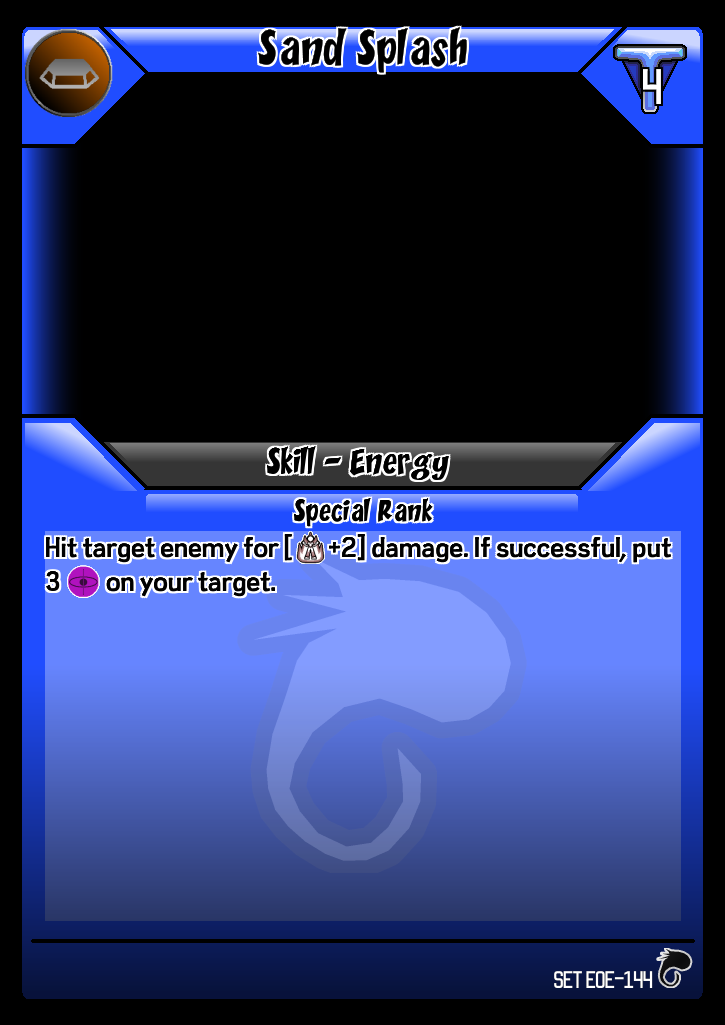 Sand Splash
4
Skill - Energy
Special Rank
Hit target enemy for [ +2] damage. If successful, put
3 on your target.
SET EOE-144